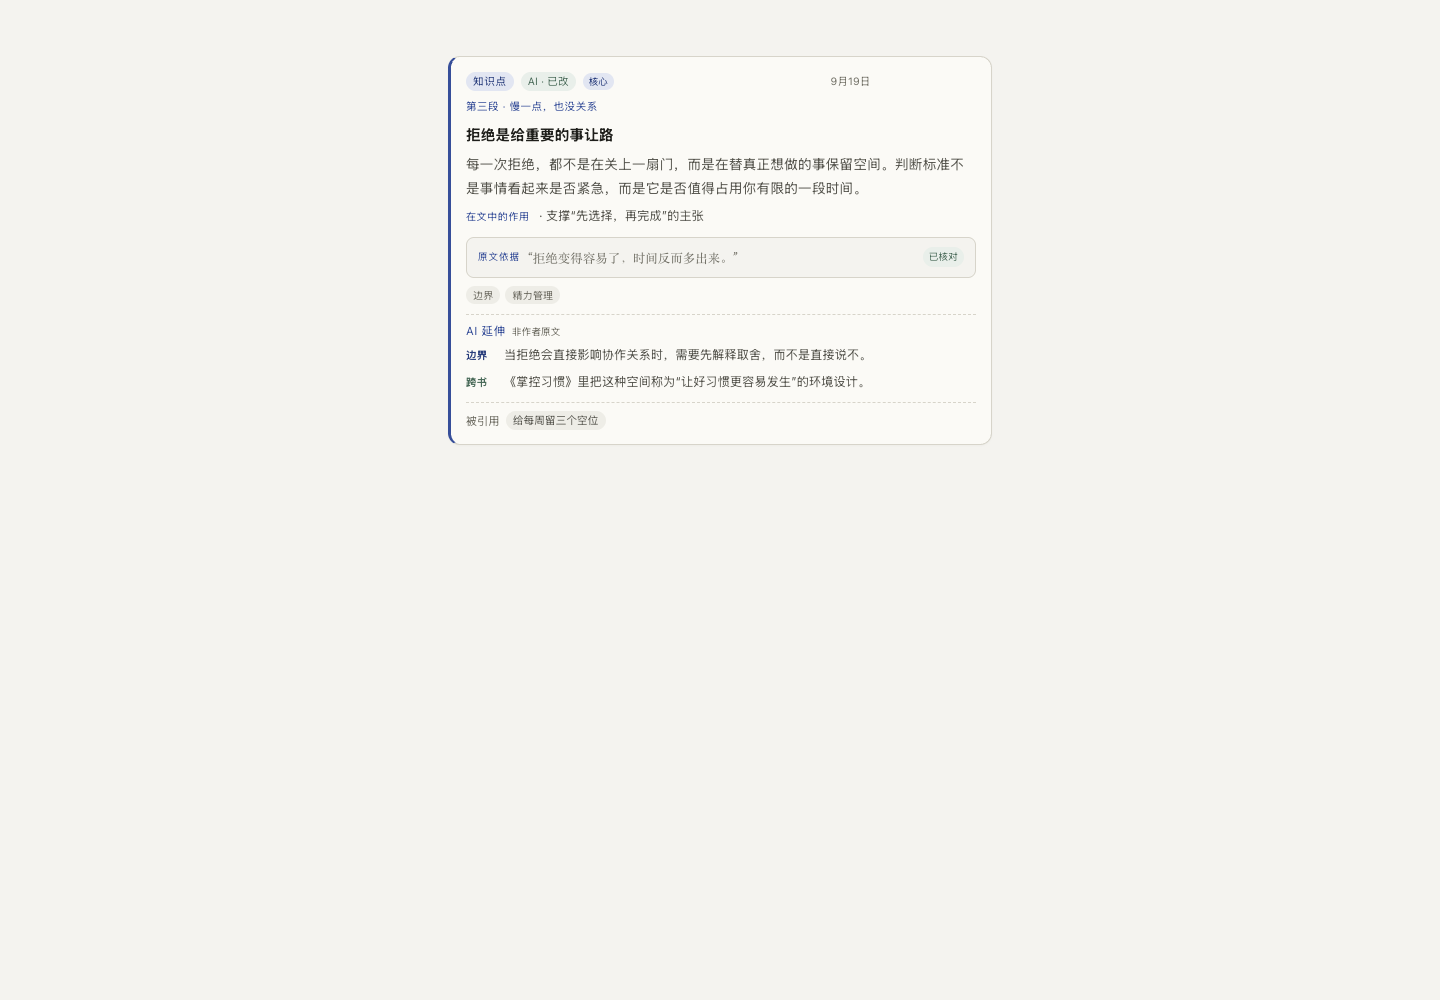 知识点 AI · 已改 核心 9月19日
第三段 · 慢一点，也没关系
拒绝是给重要的事让路
每一次拒绝，都不是在关上一扇门，而是在替真正想做的事保留空间。判断标准不
是事情看起来是否紧急，而是它是否值得占用你有限的一段时间。
在文中的作用 · 支撑“先选择，再完成”的主张
原文依据 “拒绝变得容易了，时间反而多出来。” 已核对
边界 精力管理
AI 延伸 非作者原文
边界 当拒绝会直接影响协作关系时，需要先解释取舍，而不是直接说不。
跨书 《掌控习惯》里把这种空间称为“让好习惯更容易发生”的环境设计。
被引用 给每周留三个空位